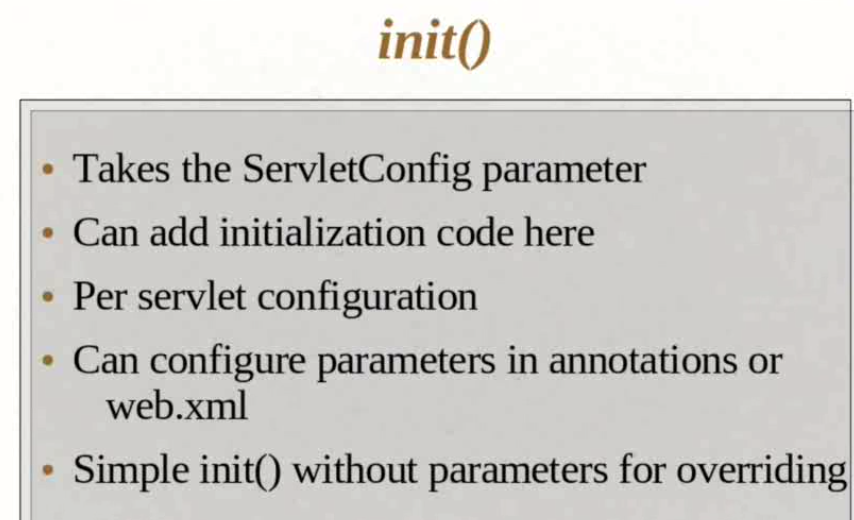 init()
• Takes the ServletConfig parameter
• Can add initialization code here
• Per servlet configuration
• Can configure parameters in annotations or
web.xml
• Simple init() without parameters for overriding